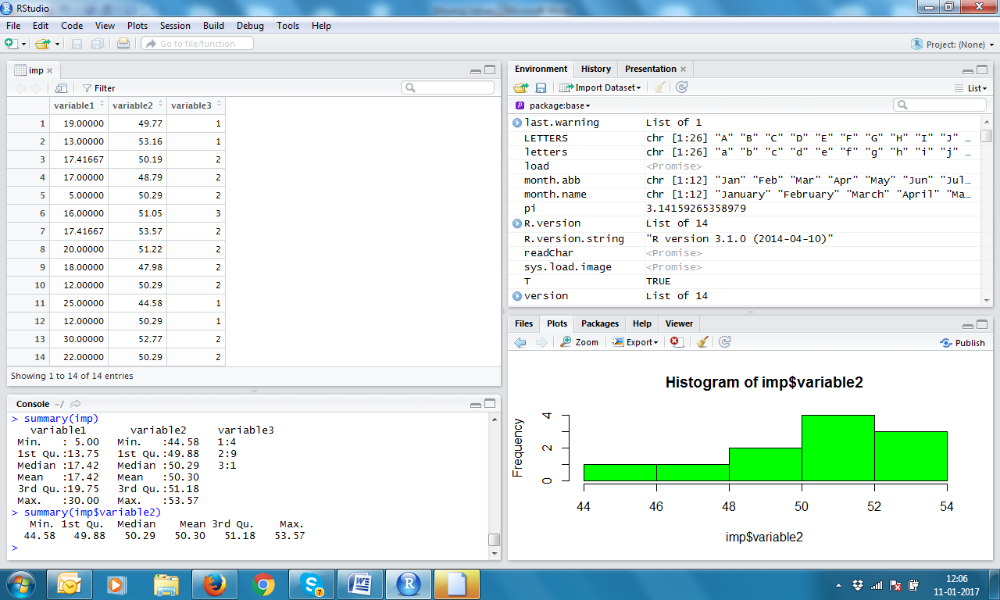 RStudio
File Edit Code View Plots Session Build Debug Tools Help
Go to file/function
Project: (None)
imp
Filter
variable1 variable2 variable3
1 19.00000 49.77 1
2 13.00000 53.16 1
3 17.41667 50.19 2
4 17.00000 48.79 2
5 5.00000 50.29 2
6 16.00000 51.05 3
7 17.41667 53.57 2
8 20.00000 51.22 2
9 18.00000 47.98 2
10 12.00000 50.29 2
11 25.00000 44.58 1
12 12.00000 50.29 1
13 30.00000 52.77 2
14 22.00000 50.29 2
Showing 1 to 14 of 14 entries
Console ~/
> summary(imp)
variable1 variable2 variable3
Min. : 5.00 Min. :44.58 1:4
1st Qu.:13.75 1st Qu.:49.88 2:9
Median :17.42 Median :50.29 3:1
Mean :17.42 Mean :50.30
3rd Qu.:19.75 3rd Qu.:51.18
Max. :30.00 Max. :53.57
> summary(imp$variable2)
Min. 1st Qu. Median Mean 3rd Qu. Max.
44.58 49.88 50.29 50.30 51.18 53.57
>
Environment History Presentation
Import Dataset List
package:base
last.warning List of 1
LETTERS chr [1:26] "A" "B" "C" "D" "E" "F" "G" "H" "I" "J" …
letters chr [1:26] "a" "b" "c" "d" "e" "f" "g" "h" "i" "j" …
load <Promise>
month.abb chr [1:12] "Jan" "Feb" "Mar" "Apr" "May" "Jun" "Jul…
month.name chr [1:12] "January" "February" "March" "April" "Ma…
pi 3.14159265358979
R.version List of 14
R.version.string "R version 3.1.0 (2014-04-10)"
readChar <Promise>
sys.load.image <Promise>
T TRUE
version List of 14
Files Plots Packages Help Viewer
Zoom Export Publish
Histogram of imp$variable2
Frequency
0 2 4
44 46 48 50 52 54
imp$variable2
12:06
11-01-2017